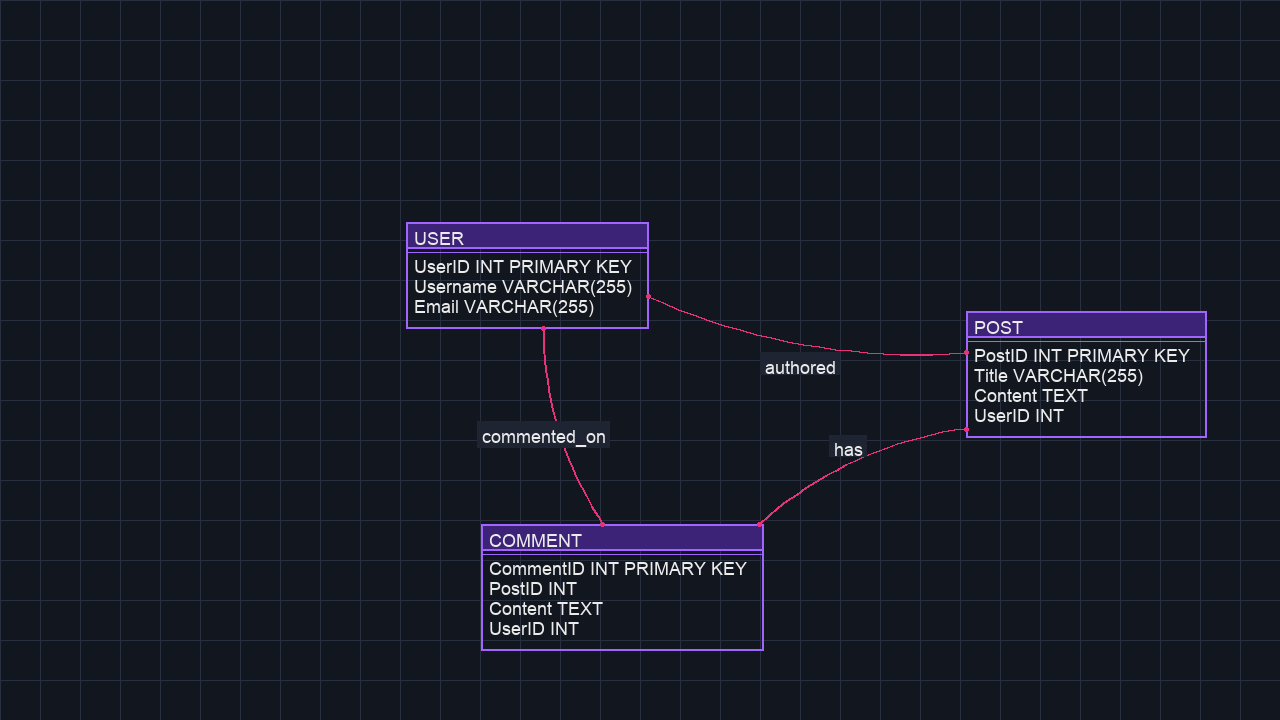 USER
UserID INT PRIMARY KEY
Username VARCHAR(255)
Email VARCHAR(255)
authored
POST
PostID INT PRIMARY KEY
Title VARCHAR(255)
Content TEXT
UserID INT
commented_on
has
COMMENT
CommentID INT PRIMARY KEY
PostID INT
Content TEXT
UserID INT